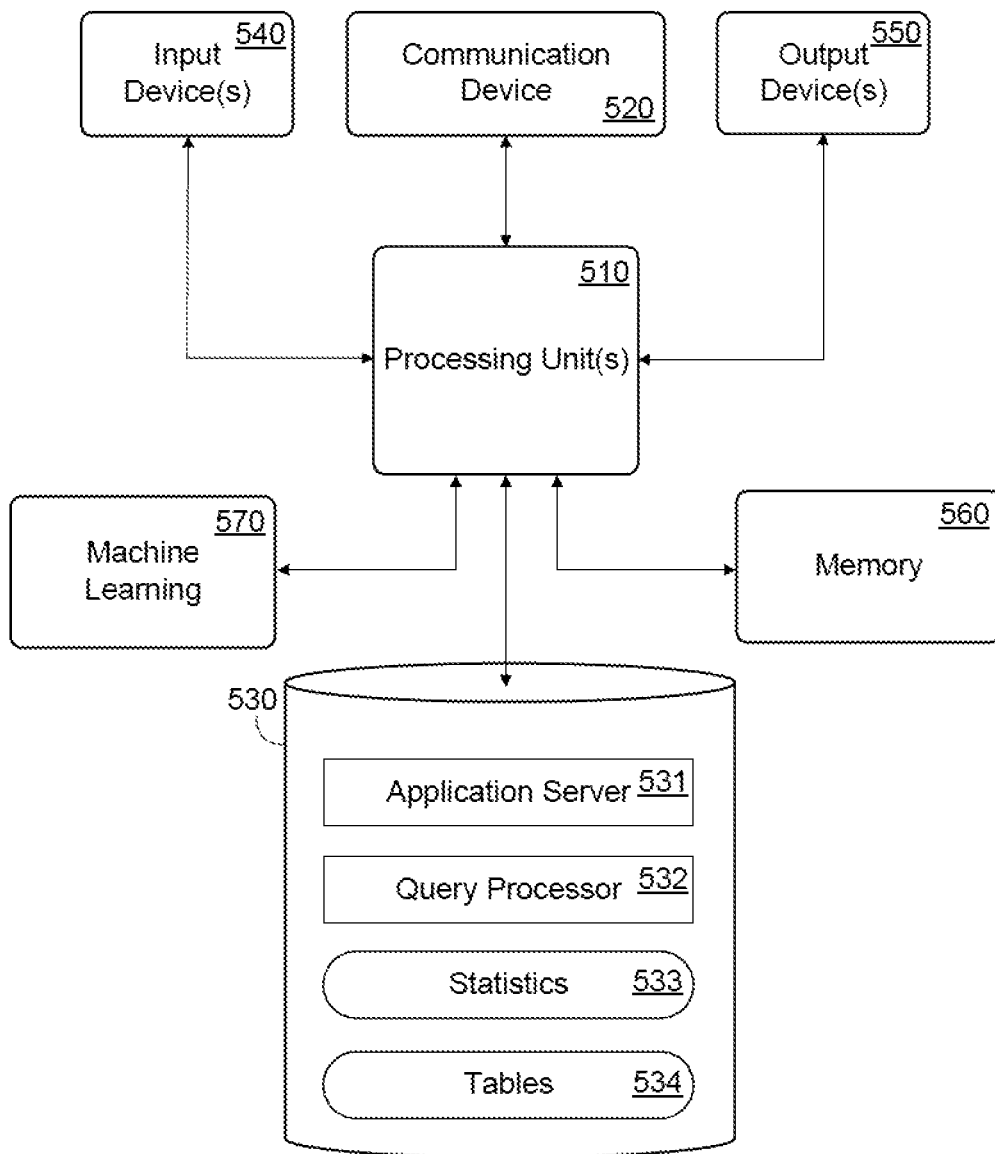 540
Input
Device(s)
Communication
Device
520
550
Output
Device(s)
510
Processing Unit(s)
570
Machine
Learning
560
Memory
530
Application Server 531
Query Processor 532
Statistics 533
Tables 534